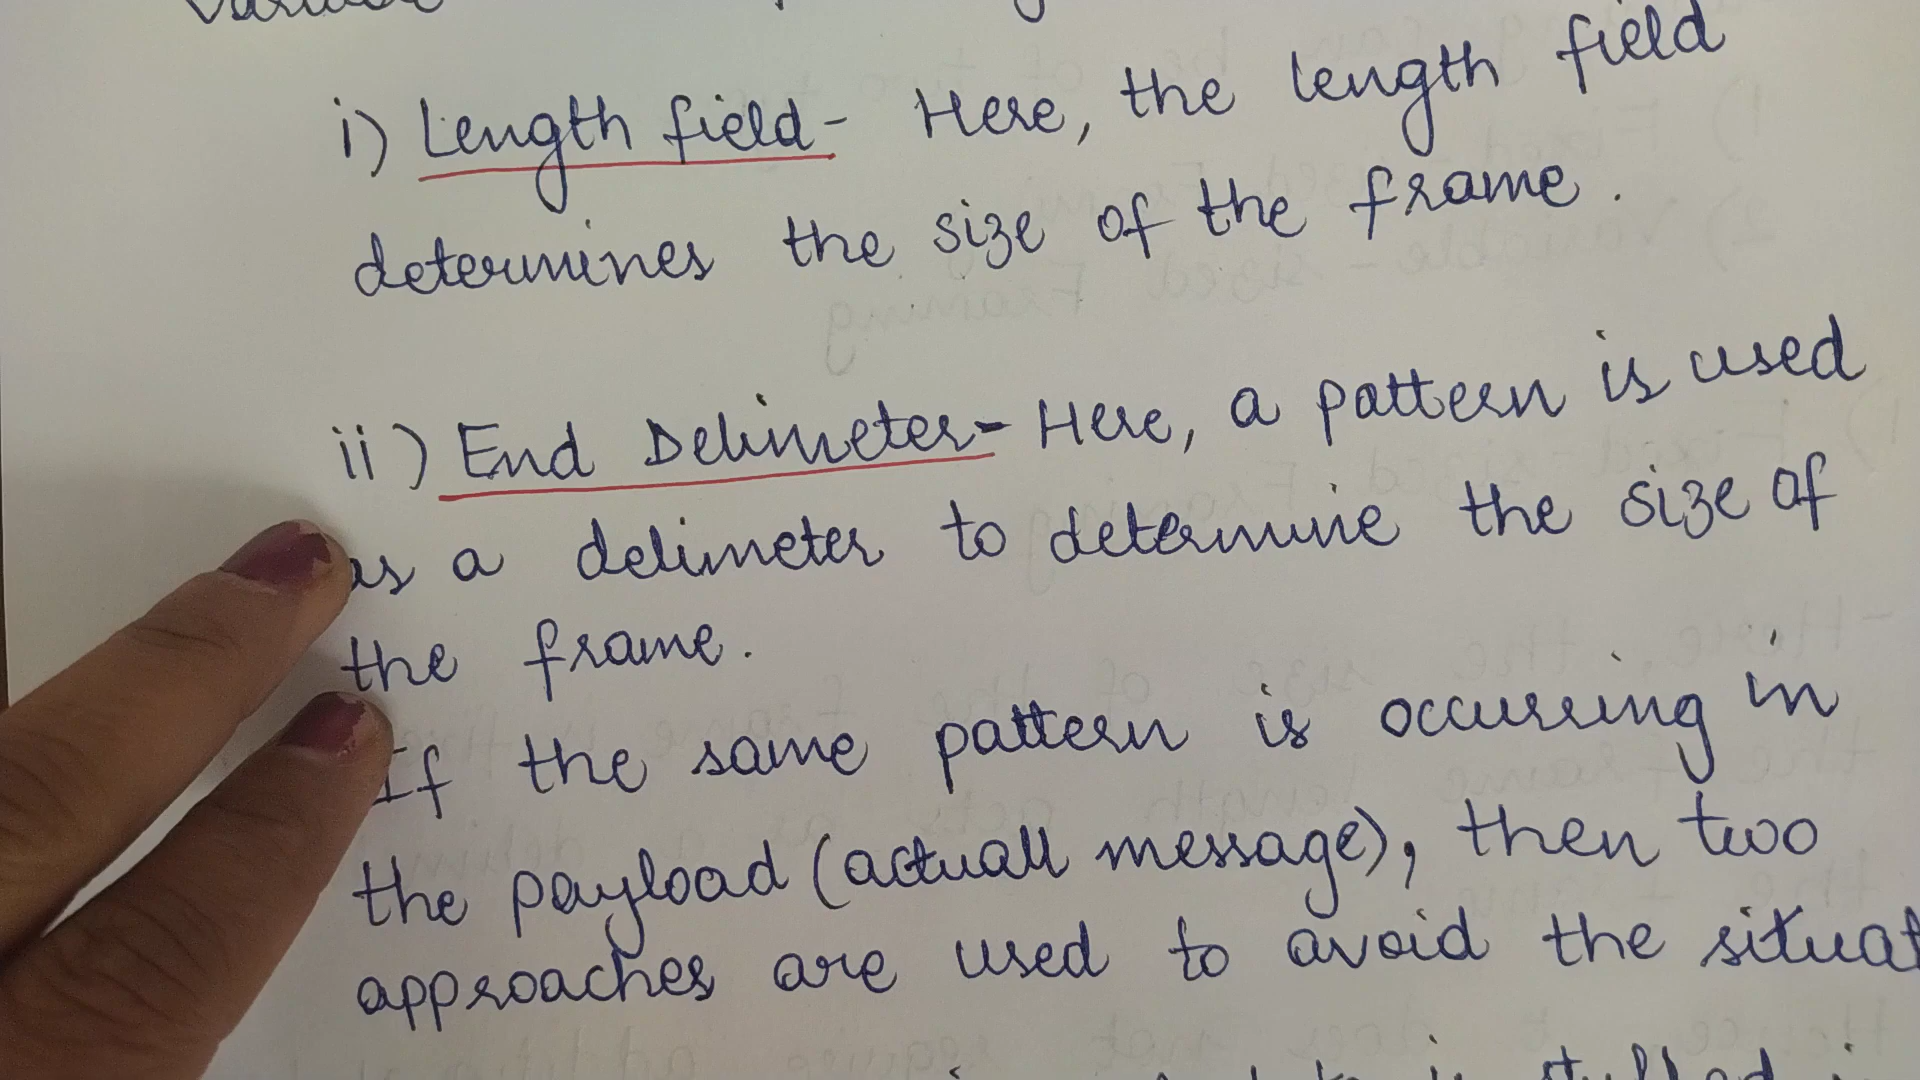 i) Length field - Here, the length field
determines the size of the frame.
ii) End Delimeter - Here, a pattern is used
as a delimeter to determine the size of
the frame.
If the same pattern is occurring in
the payload (actuall message), then two
approaches are used to avoid the situat